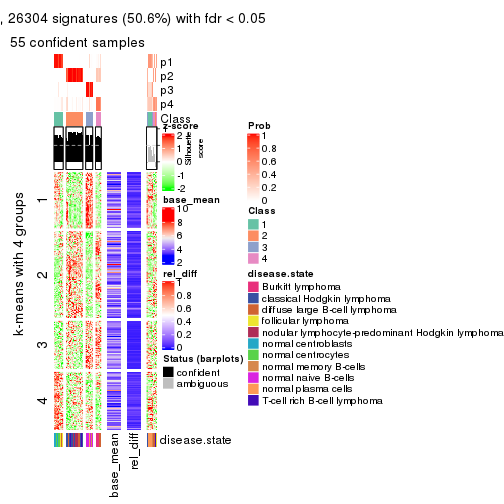 , 26304 signatures (50.6%) with fdr < 0.05
55 confident samples
p1
p2
p3
p4
Class
z-score
2
1
0
-1
-2
Silhouette
score
1
2
3
4
k-means with 4 groups
base_mean
10
8
6
4
2
rel_diff
1
0.8
0.6
0.4
0.2
0
Status (barplots)
confident
ambiguous
base_mean
rel_diff
disease.state
Prob
1
0.8
0.6
0.4
0.2
0
Class
1
2
3
4
disease.state
Burkitt lymphoma
classical Hodgkin lymphoma
diffuse large B-cell lymphoma
follicular lymphoma
nodular lymphocyte-predominant Hodgkin lymphoma
normal centroblasts
normal centrocytes
normal memory B-cells
normal naive B-cells
normal plasma cells
T-cell rich B-cell lymphoma